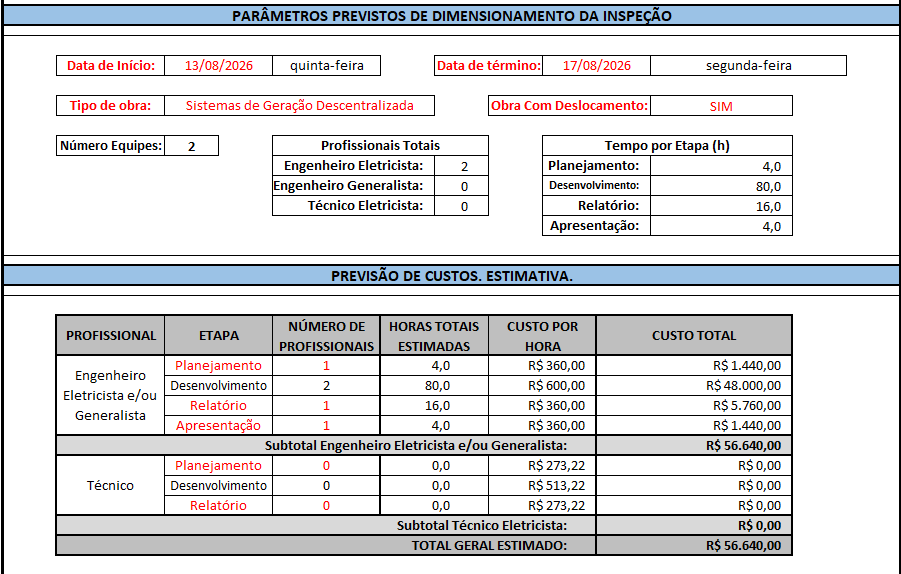 PARÂMETROS PREVISTOS DE DIMENSIONAMENTO DA INSPEÇÃO
Data de Início: 13/08/2026 quinta-feira Data de término: 17/08/2026 segunda-feira
Tipo de obra: Sistemas de Geração Descentralizada Obra Com Deslocamento: SIM
Número Equipes: 2 Profissionais Totais Tempo por Etapa (h)
Engenheiro Eletricista: 2 Planejamento: 4,0
Engenheiro Generalista: 0 Desenvolvimento: 80,0
Técnico Eletricista: 0 Relatório: 16,0
Apresentação: 4,0
PREVISÃO DE CUSTOS. ESTIMATIVA.
PROFISSIONAL ETAPA NÚMERO DE PROFISSIONAIS HORAS TOTAIS ESTIMADAS CUSTO POR HORA CUSTO TOTAL
Engenheiro Eletricista e/ou Generalista
Planejamento 1 4,0 R$ 360,00 R$ 1.440,00
Desenvolvimento 2 80,0 R$ 600,00 R$ 48.000,00
Relatório 1 16,0 R$ 360,00 R$ 5.760,00
Apresentação 1 4,0 R$ 360,00 R$ 1.440,00
Subtotal Engenheiro Eletricista e/ou Generalista: R$ 56.640,00
Técnico
Planejamento 0 0,0 R$ 273,22 R$ 0,00
Desenvolvimento 0 0,0 R$ 513,22 R$ 0,00
Relatório 0 0,0 R$ 273,22 R$ 0,00
Subtotal Técnico Eletricista: R$ 0,00
TOTAL GERAL ESTIMADO: R$ 56.640,00